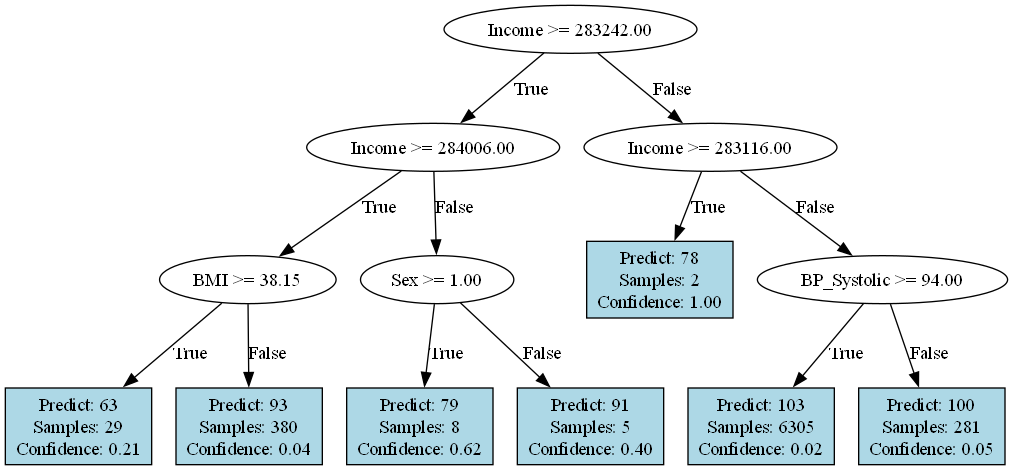 Income >= 283242.00
True
False
Income >= 284006.00
Income >= 283116.00
True
False
True
False
BMI >= 38.15
Sex >= 1.00
Predict: 78
Samples: 2
Confidence: 1.00
BP_Systolic >= 94.00
True
False
True
False
True
False
Predict: 63
Samples: 29
Confidence: 0.21
Predict: 93
Samples: 380
Confidence: 0.04
Predict: 79
Samples: 8
Confidence: 0.62
Predict: 91
Samples: 5
Confidence: 0.40
Predict: 103
Samples: 6305
Confidence: 0.02
Predict: 100
Samples: 281
Confidence: 0.05